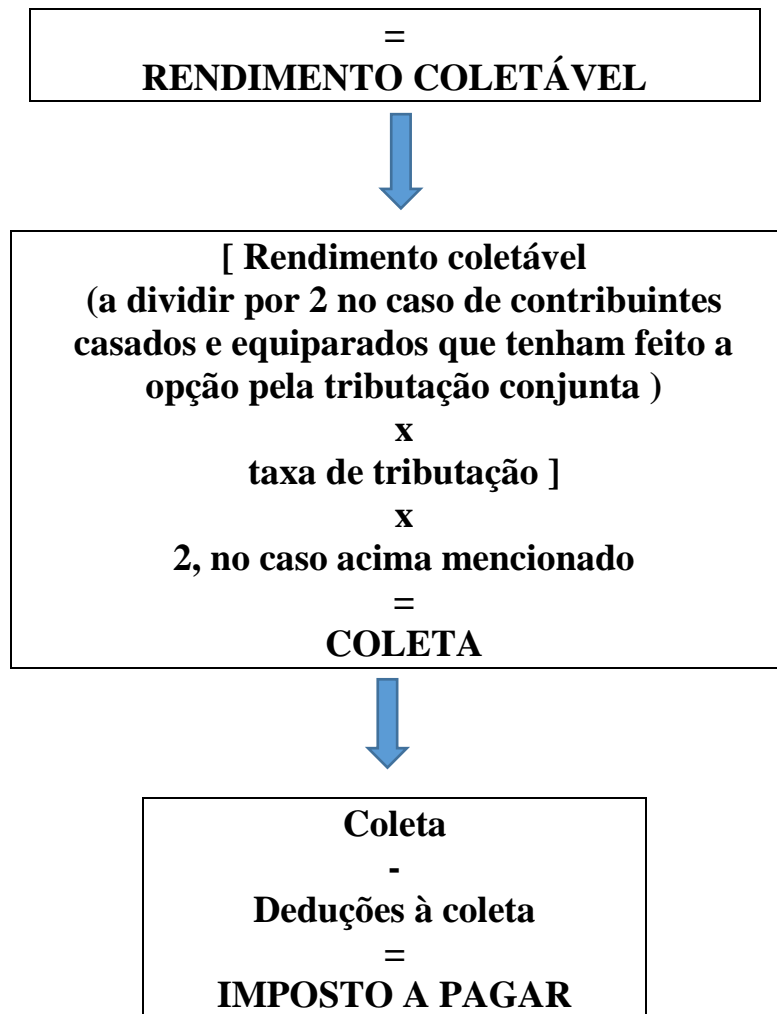 =
RENDIMENTO COLETÁVEL
[ Rendimento coletável
(a dividir por 2 no caso de contribuintes
casados e equiparados que tenham feito a
opção pela tributação conjunta )
x
taxa de tributação ]
x
2, no caso acima mencionado
=
COLETA
Coleta
-
Deduções à coleta
=
IMPOSTO A PAGAR